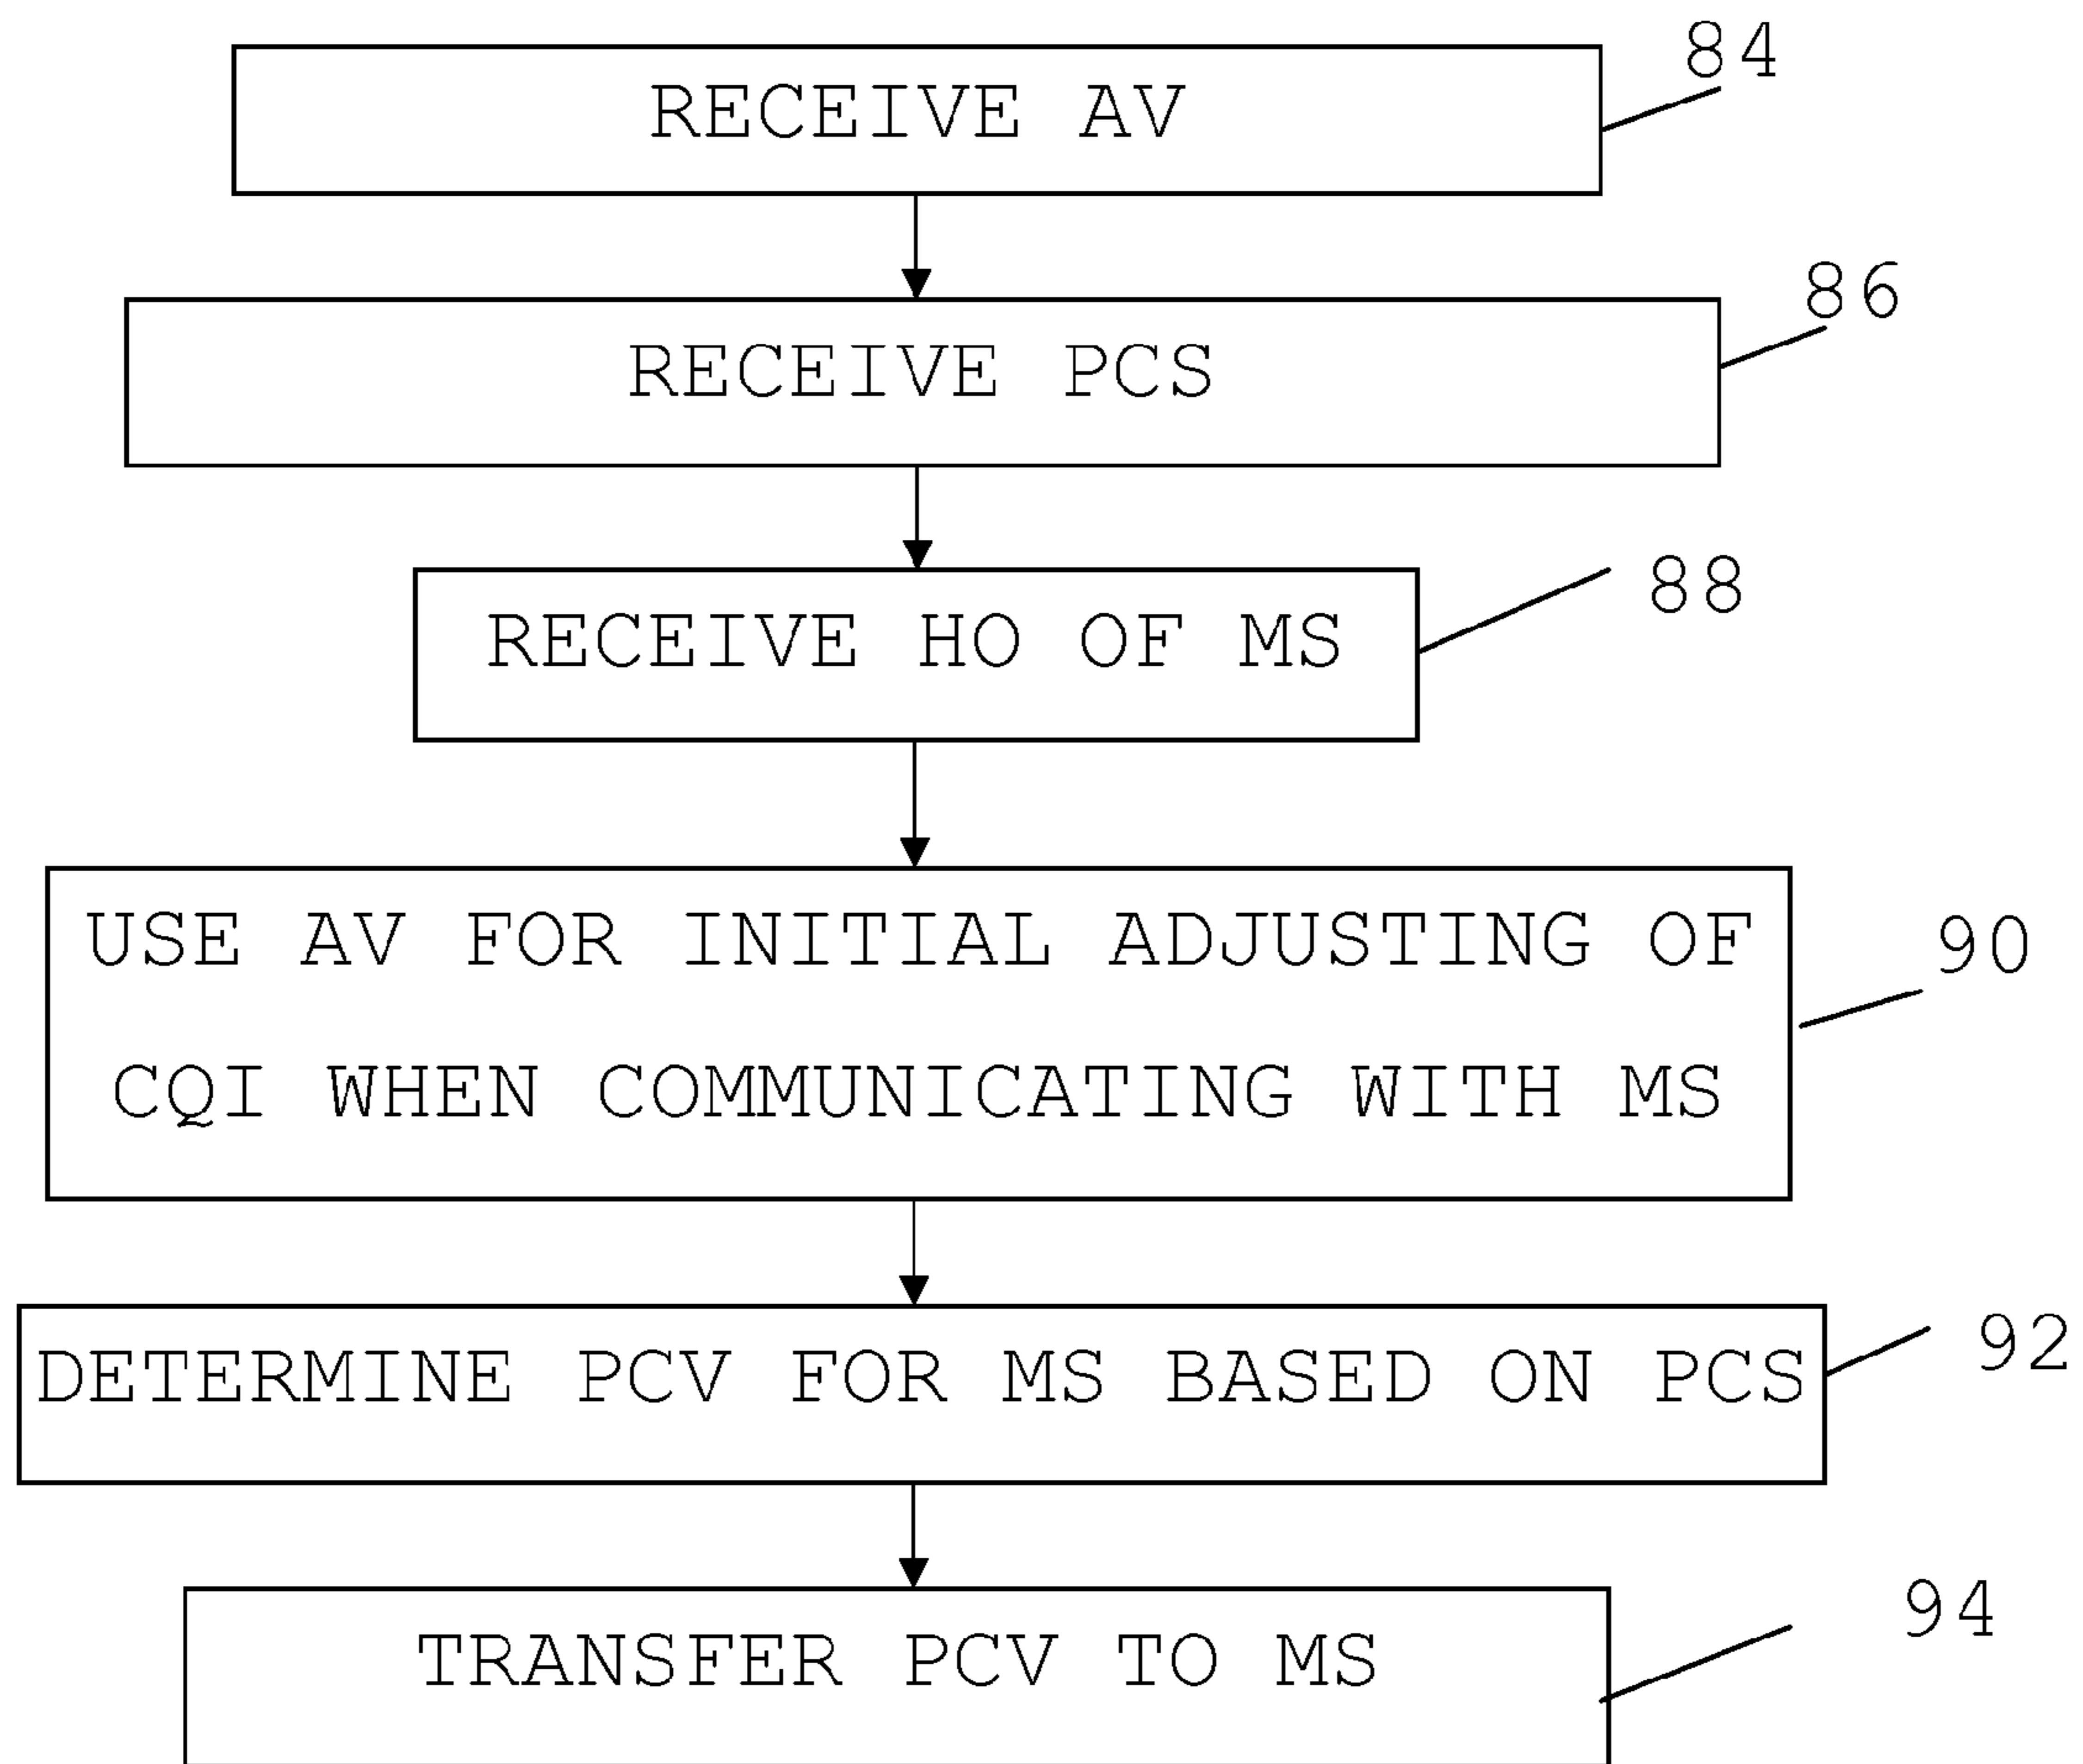 84
RECEIVE AV
86
RECEIVE PCS
88
RECEIVE HO OF MS
USE AV FOR INITIAL ADJUSTING OF
90
CQI WHEN COMMUNICATING WITH MS
92
DETERMINE PCV FOR MS BASED ON PCS
94
TRANSFER PCV TO MS